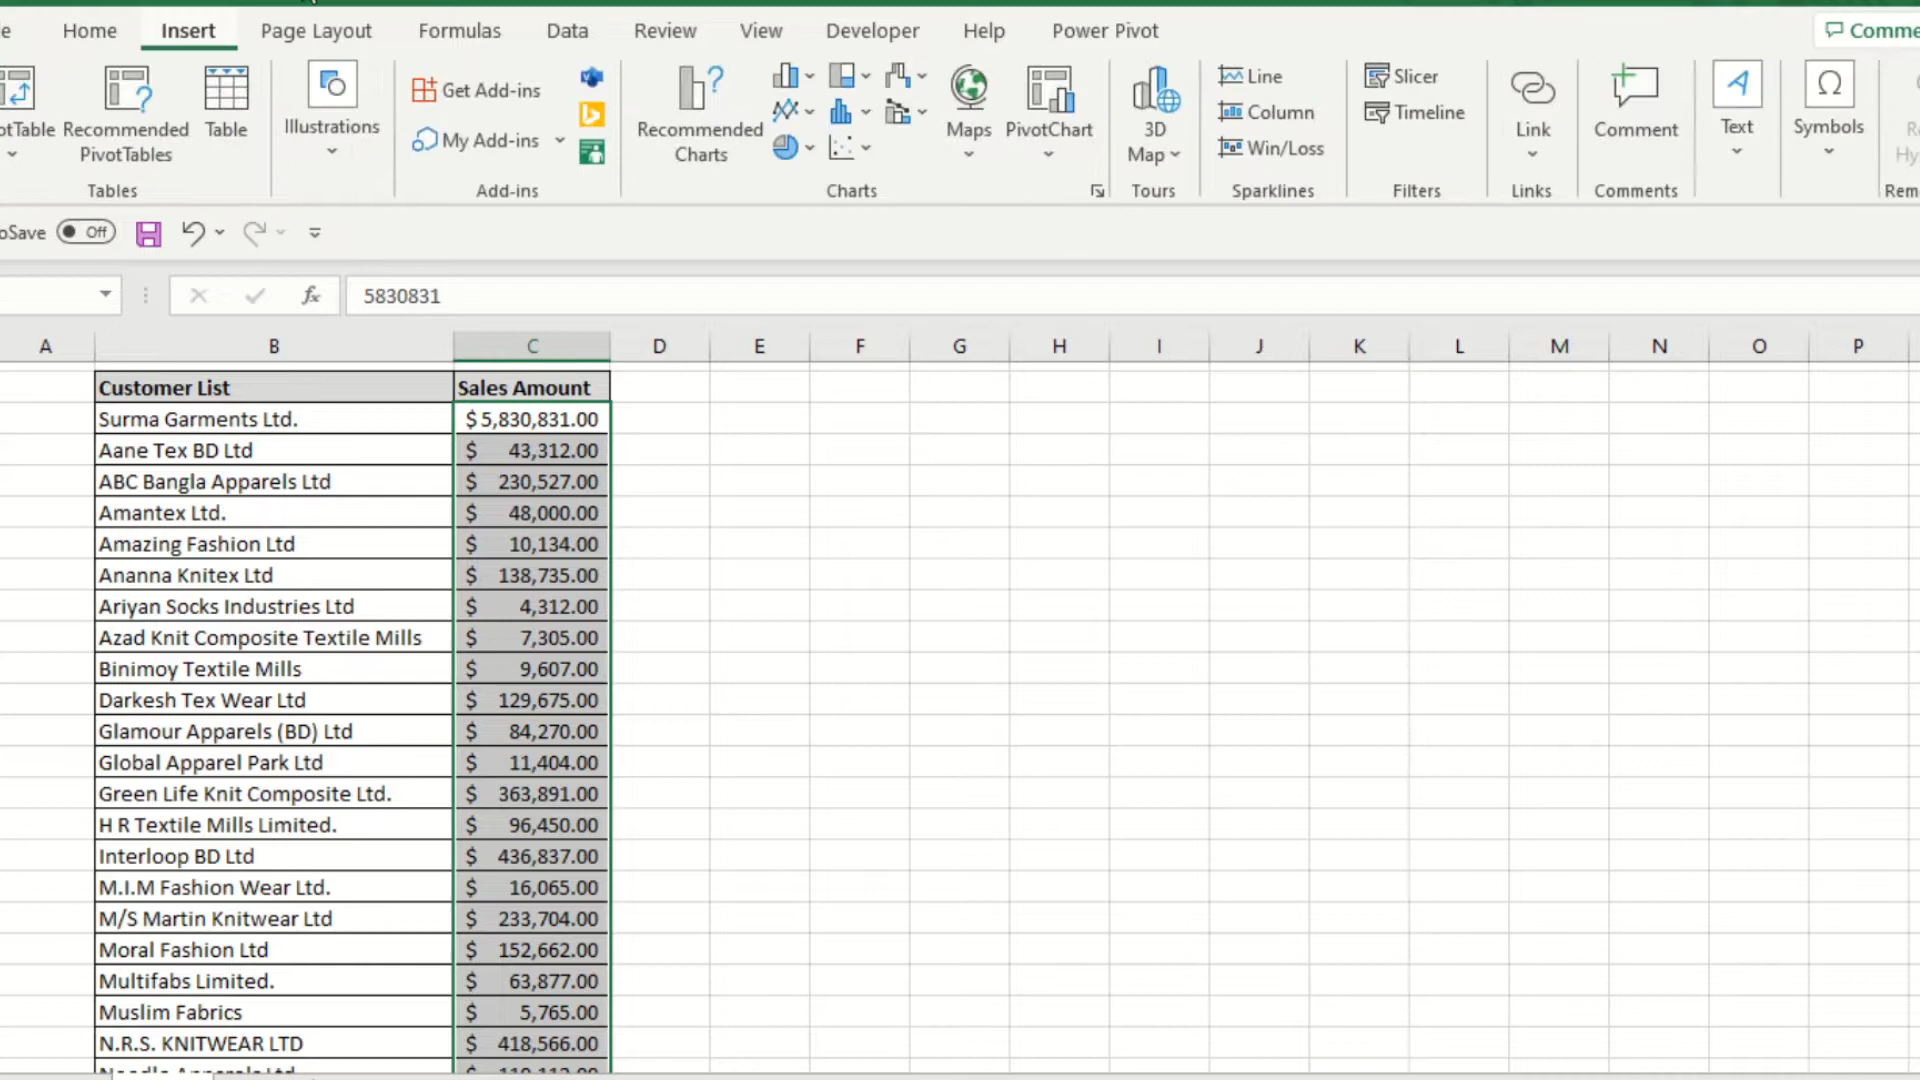 Home Insert Page Layout Formulas Data Review View Developer Help Power Pivot
Recommended PivotTables
Table
Tables
Illustrations
Get Add-ins
My Add-ins
Add-ins
Recommended Charts
Maps
PivotChart
Charts
3D Map
Tours
Line
Column
Win/Loss
Sparklines
Slicer
Timeline
Filters
Link
Links
Comment
Comments
Text
Symbols
Off
fx 5830831
A B C D E F G H I J K L M N O P
Customer List Sales Amount
Surma Garments Ltd. $ 5,830,831.00
Aane Tex BD Ltd $ 43,312.00
ABC Bangla Apparels Ltd $ 230,527.00
Amantex Ltd. $ 48,000.00
Amazing Fashion Ltd $ 10,134.00
Ananna Knitex Ltd $ 138,735.00
Ariyan Socks Industries Ltd $ 4,312.00
Azad Knit Composite Textile Mills $ 7,305.00
Binimoy Textile Mills $ 9,607.00
Darkesh Tex Wear Ltd $ 129,675.00
Glamour Apparels (BD) Ltd $ 84,270.00
Global Apparel Park Ltd $ 11,404.00
Green Life Knit Composite Ltd. $ 363,891.00
H R Textile Mills Limited. $ 96,450.00
Interloop BD Ltd $ 436,837.00
M.I.M Fashion Wear Ltd. $ 16,065.00
M/S Martin Knitwear Ltd $ 233,704.00
Moral Fashion Ltd $ 152,662.00
Multifabs Limited. $ 63,877.00
Muslim Fabrics $ 5,765.00
N.R.S. KNITWEAR LTD $ 418,566.00